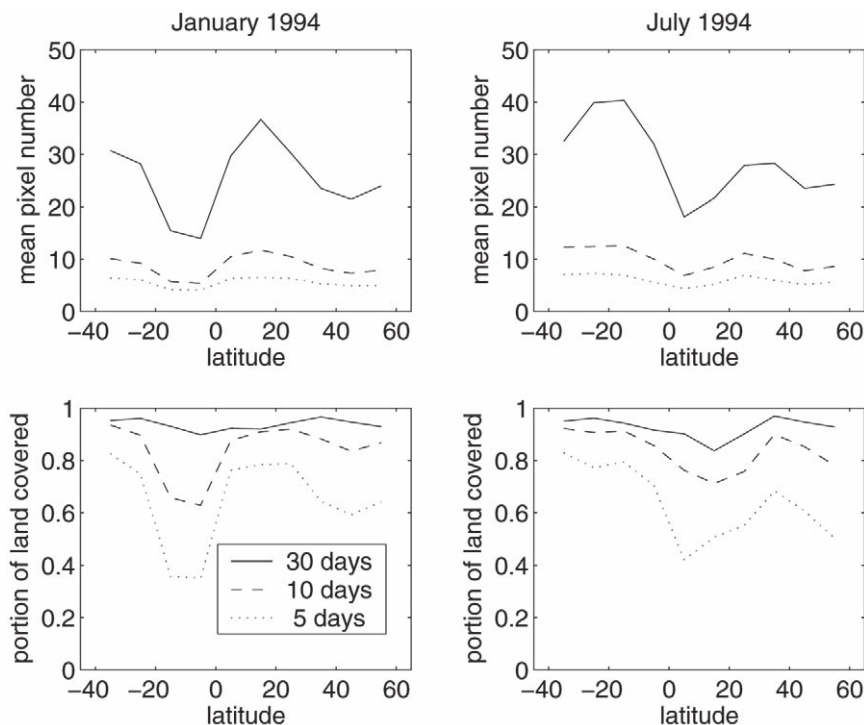 January 1994
50
40
30
20
10
0
mean pixel number
−40 −20 0 20 40 60
latitude
July 1994
50
40
30
20
10
0
mean pixel number
−40 −20 0 20 40 60
latitude
1
0.8
0.6
0.4
0.2
0
portion of land covered
30 days
10 days
5 days
−40 −20 0 20 40 60
latitude
1
0.8
0.6
0.4
0.2
0
portion of land covered
−40 −20 0 20 40 60
latitude